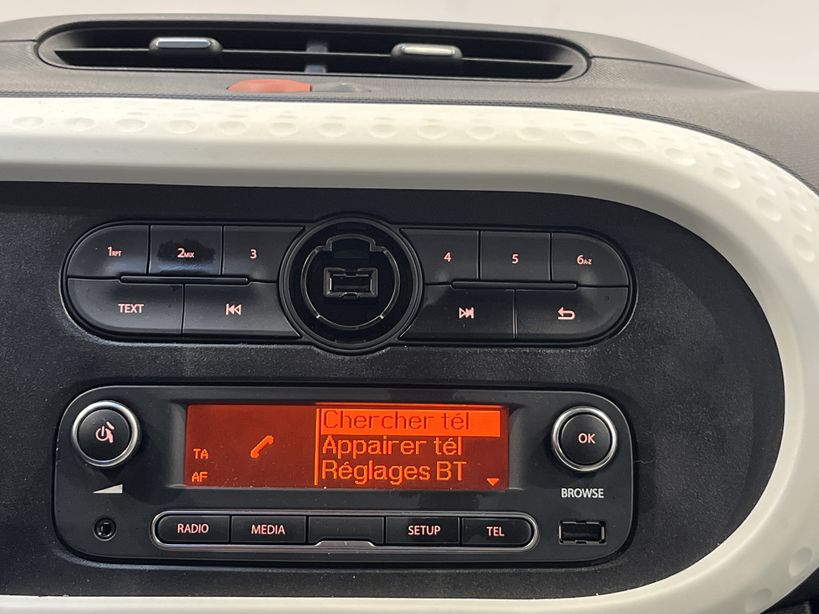 1RPT 2MIX 3 4 5 6A-Z
TEXT
Chercher tél
Appairer tél
Réglages BT
TA
AF
OK
BROWSE
RADIO MEDIA SETUP TEL